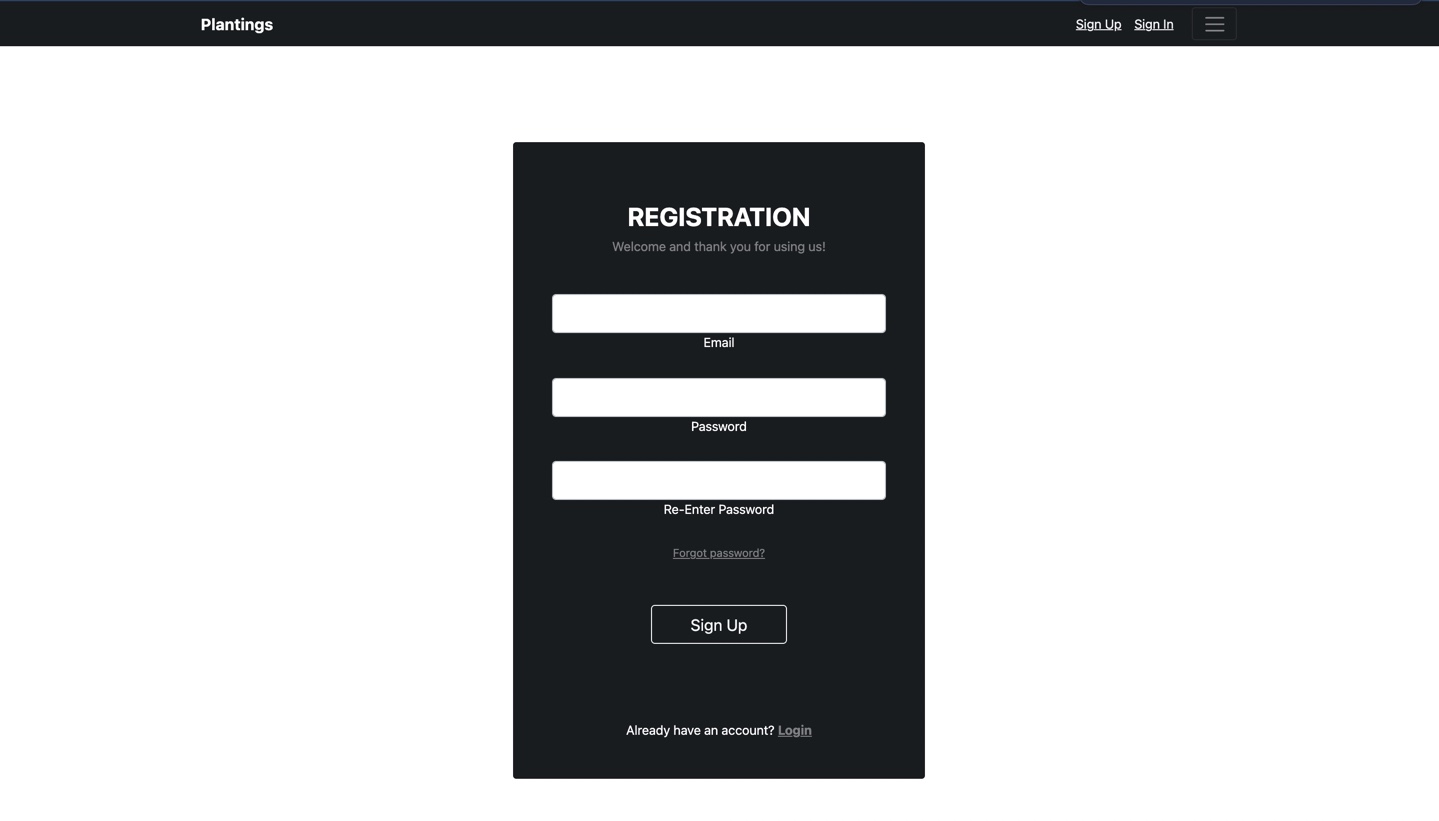 Plantings
Sign Up Sign In
REGISTRATION
Welcome and thank you for using us!
Email
Password
Re-Enter Password
Forgot password?
Sign Up
Already have an account? Login